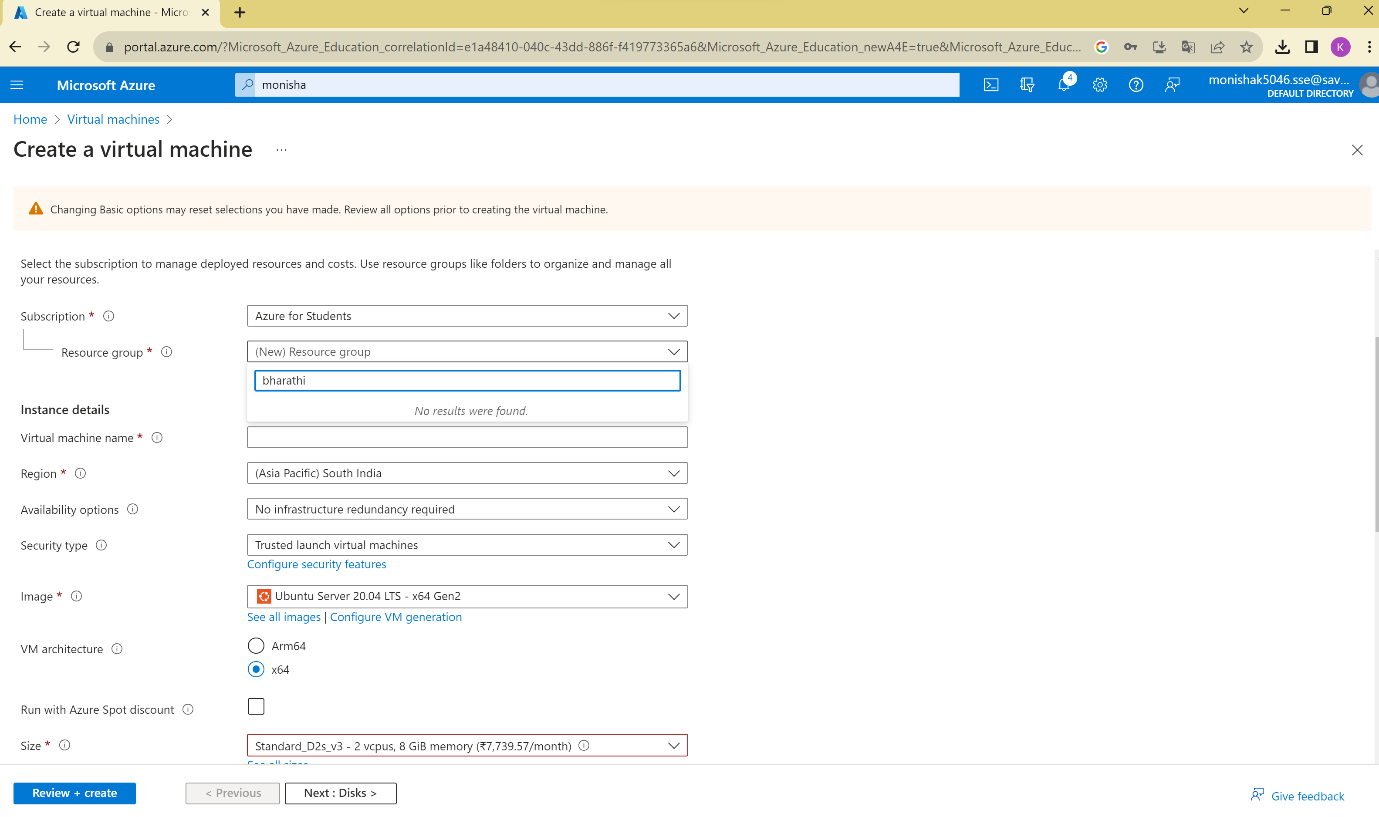 Create a virtual machine - Micro
portal.azure.com/?Microsoft_Azure_Education_correlationId=e1a48410-040c-43dd-886f-f419773365a6&Microsoft_Azure_Education_newA4E=true&Microsoft_Azure_Educ...
K
Microsoft Azure
monisha
4
monishak5046.sse@sav...
DEFAULT DIRECTORY
Home > Virtual machines >
Create a virtual machine ...
Changing Basic options may reset selections you have made. Review all options prior to creating the virtual machine.
Select the subscription to manage deployed resources and costs. Use resource groups like folders to organize and manage all
your resources.
Subscription * Azure for Students
Resource group * (New) Resource group
bharathi
No results were found.
Instance details
Virtual machine name *
Region * (Asia Pacific) South India
Availability options No infrastructure redundancy required
Security type Trusted launch virtual machines
Configure security features
Image * Ubuntu Server 20.04 LTS - x64 Gen2
See all images | Configure VM generation
VM architecture Arm64
x64
Run with Azure Spot discount
Size * Standard_D2s_v3 - 2 vcpus, 8 GiB memory (₹7,739.57/month)
See all sizes
Review + create < Previous Next : Disks > Give feedback